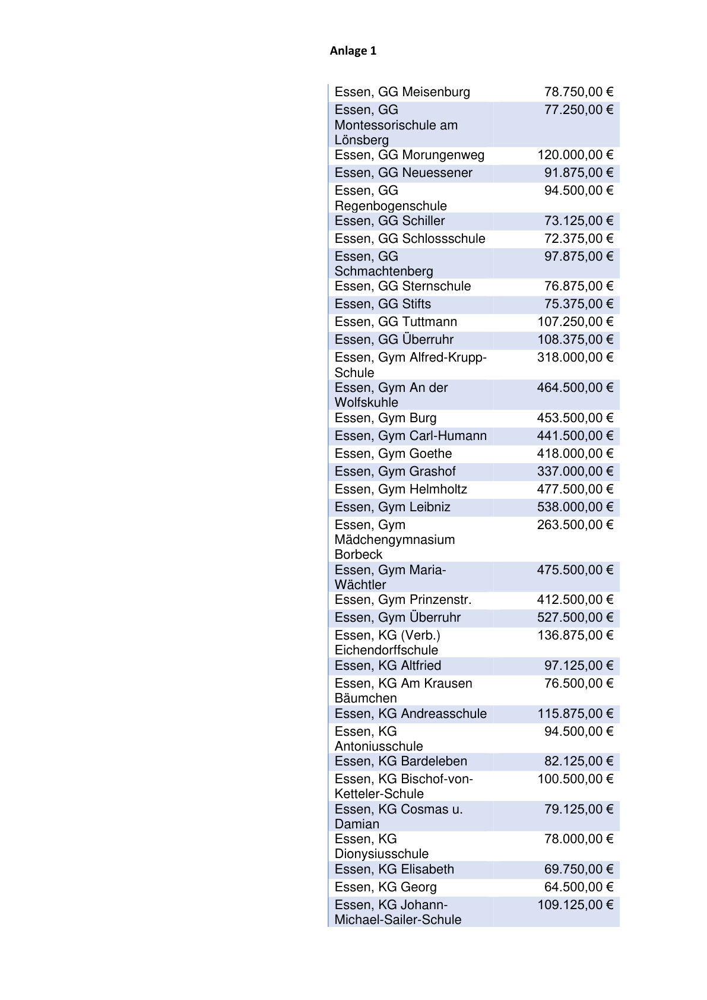 Anlage 1
Essen, GG Meisenburg 78.750,00 €
Essen, GG 77.250,00 €
Montessorischule am
Lönsberg
Essen, GG Morungenweg 120.000,00 €
Essen, GG Neuessener 91.875,00 €
Essen, GG 94.500,00 €
Regenbogenschule
Essen, GG Schiller 73.125,00 €
Essen, GG Schlossschule 72.375,00 €
Essen, GG 97.875,00 €
Schmachtenberg
Essen, GG Sternschule 76.875,00 €
Essen, GG Stifts 75.375,00 €
Essen, GG Tuttmann 107.250,00 €
Essen, GG Überruhr 108.375,00 €
Essen, Gym Alfred-Krupp- 318.000,00 €
Schule
Essen, Gym An der 464.500,00 €
Wolfskuhle
Essen, Gym Burg 453.500,00 €
Essen, Gym Carl-Humann 441.500,00 €
Essen, Gym Goethe 418.000,00 €
Essen, Gym Grashof 337.000,00 €
Essen, Gym Helmholtz 477.500,00 €
Essen, Gym Leibniz 538.000,00 €
Essen, Gym 263.500,00 €
Mädchengymnasium
Borbeck
Essen, Gym Maria- 475.500,00 €
Wächtler
Essen, Gym Prinzenstr. 412.500,00 €
Essen, Gym Überruhr 527.500,00 €
Essen, KG (Verb.) 136.875,00 €
Eichendorffschule
Essen, KG Altfried 97.125,00 €
Essen, KG Am Krausen 76.500,00 €
Bäumchen
Essen, KG Andreasschule 115.875,00 €
Essen, KG 94.500,00 €
Antoniusschule
Essen, KG Bardeleben 82.125,00 €
Essen, KG Bischof-von- 100.500,00 €
Ketteler-Schule
Essen, KG Cosmas u. 79.125,00 €
Damian
Essen, KG 78.000,00 €
Dionysiusschule
Essen, KG Elisabeth 69.750,00 €
Essen, KG Georg 64.500,00 €
Essen, KG Johann- 109.125,00 €
Michael-Sailer-Schule